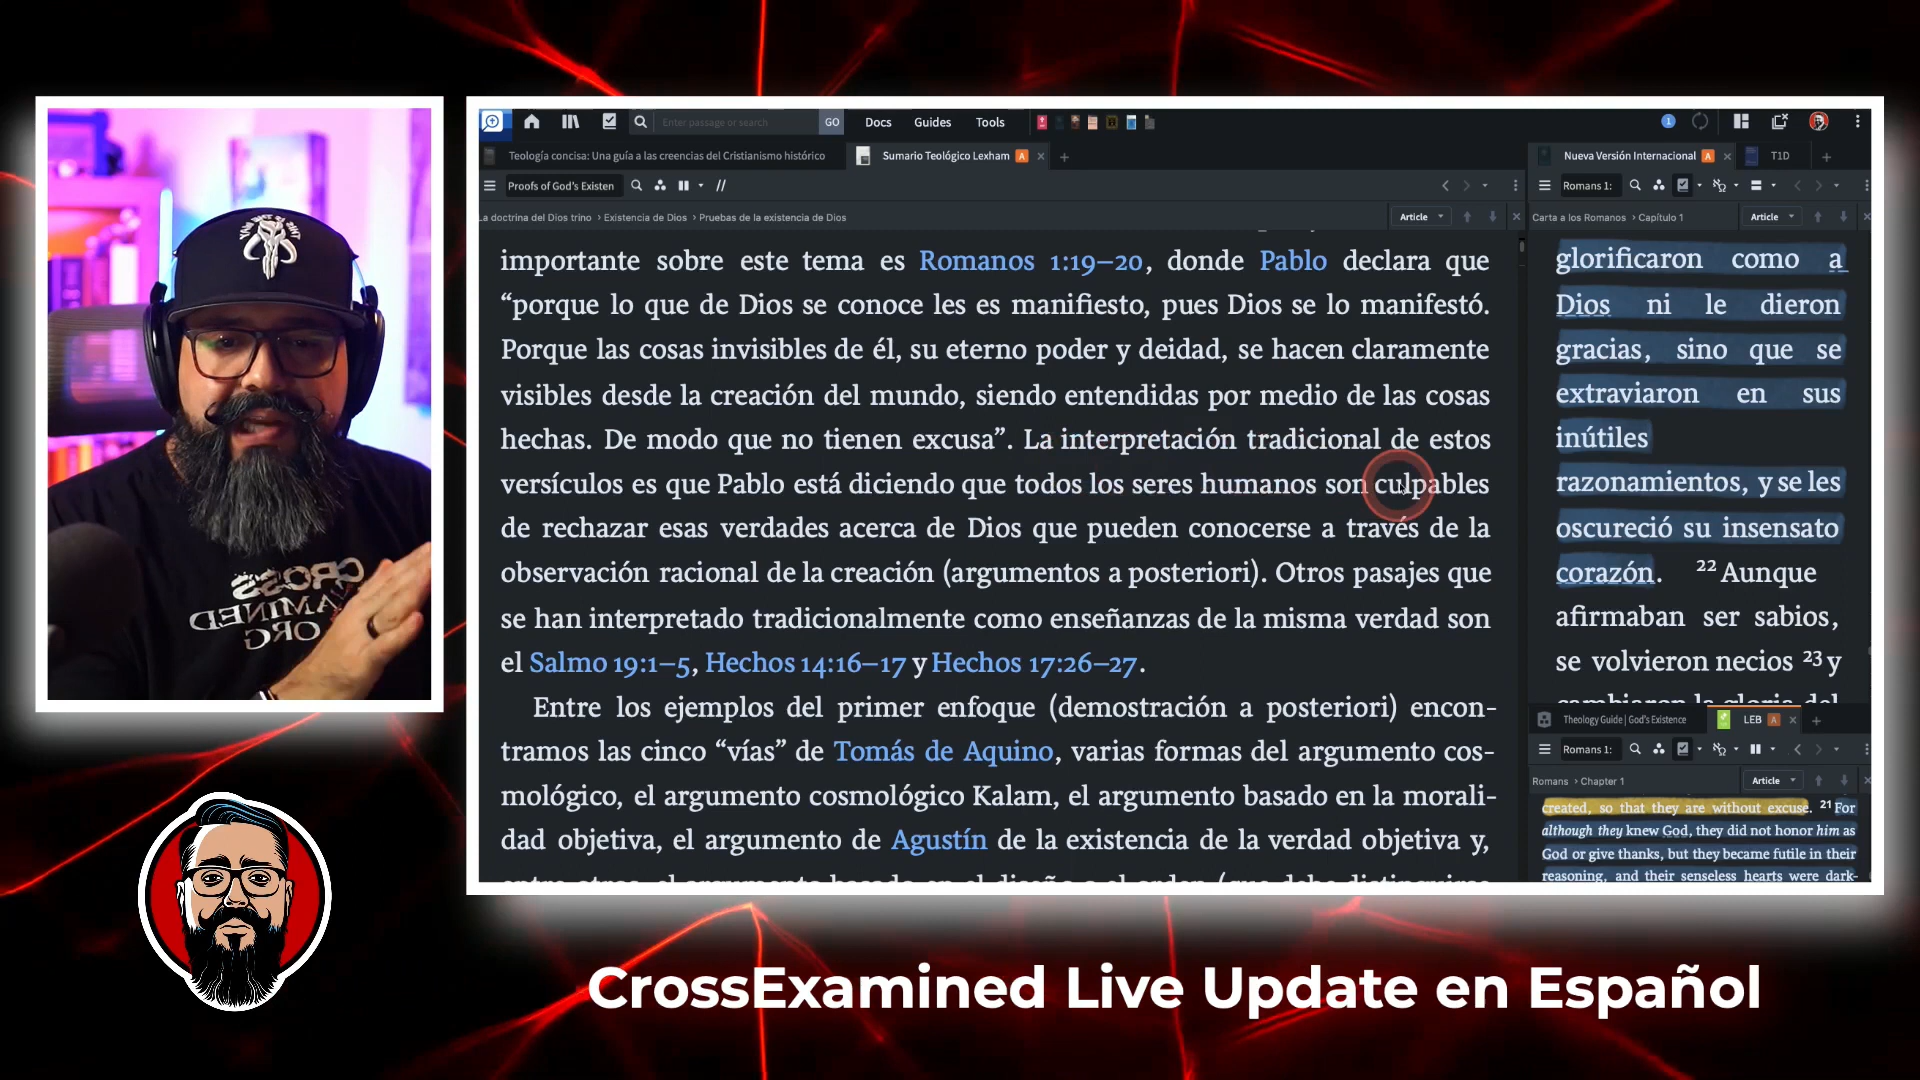 Enter passage or search
GO
Docs
Guides
Tools
1
Teología concisa: Una guía a las creencias del Cristianismo histórico
Sumario Teológico Lexham A
Proofs of God's Existen
La doctrina del Dios trino › Existencia de Dios › Pruebas de la existencia de Dios
Article
importante sobre este tema es Romanos 1:19–20, donde Pablo declara que
“porque lo que de Dios se conoce les es manifiesto, pues Dios se lo manifestó.
Porque las cosas invisibles de él, su eterno poder y deidad, se hacen claramente
visibles desde la creación del mundo, siendo entendidas por medio de las cosas
hechas. De modo que no tienen excusa”. La interpretación tradicional de estos
versículos es que Pablo está diciendo que todos los seres humanos son culpables
de rechazar esas verdades acerca de Dios que pueden conocerse a través de la
observación racional de la creación (argumentos a posteriori). Otros pasajes que
se han interpretado tradicionalmente como enseñanzas de la misma verdad son
el Salmo 19:1–5, Hechos 14:16–17 y Hechos 17:26–27.
Entre los ejemplos del primer enfoque (demostración a posteriori) encon-
tramos las cinco “vías” de Tomás de Aquino, varias formas del argumento cos-
mológico, el argumento cosmológico Kalam, el argumento basado en la morali-
dad objetiva, el argumento de Agustín de la existencia de la verdad objetiva y,
Nueva Versión Internacional A
T1D
Romans 1:
Carta a los Romanos › Capítulo 1
Article
glorificaron como a
Dios ni le dieron
gracias, sino que se
extraviaron en sus
inútiles
razonamientos, y se les
oscureció su insensato
corazón. 22 Aunque
afirmaban ser sabios,
se volvieron necios 23 y
Theology Guide | God's Existence
LEB A
Romans 1:
Romans › Chapter 1
Article
created, so that they are without excuse. 21 For
although they knew God, they did not honor him as
God or give thanks, but they became futile in their
reasoning, and their senseless hearts were dark-
CROSS
EXAMINED
ORG
CrossExamined Live Update en Español